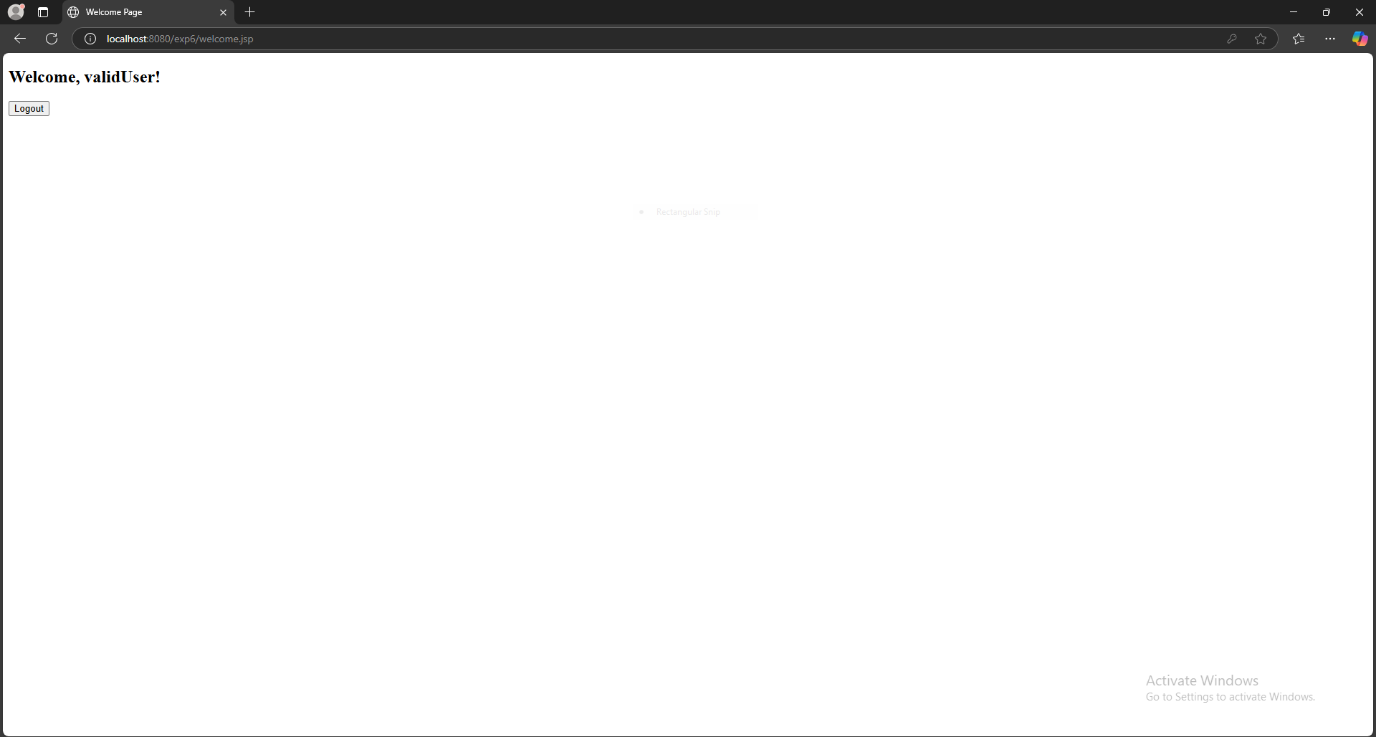 Welcome Page
localhost:8080/exp6/welcome.jsp
Welcome, validUser!
Logout
Rectangular Snip
Activate Windows
Go to Settings to activate Windows.